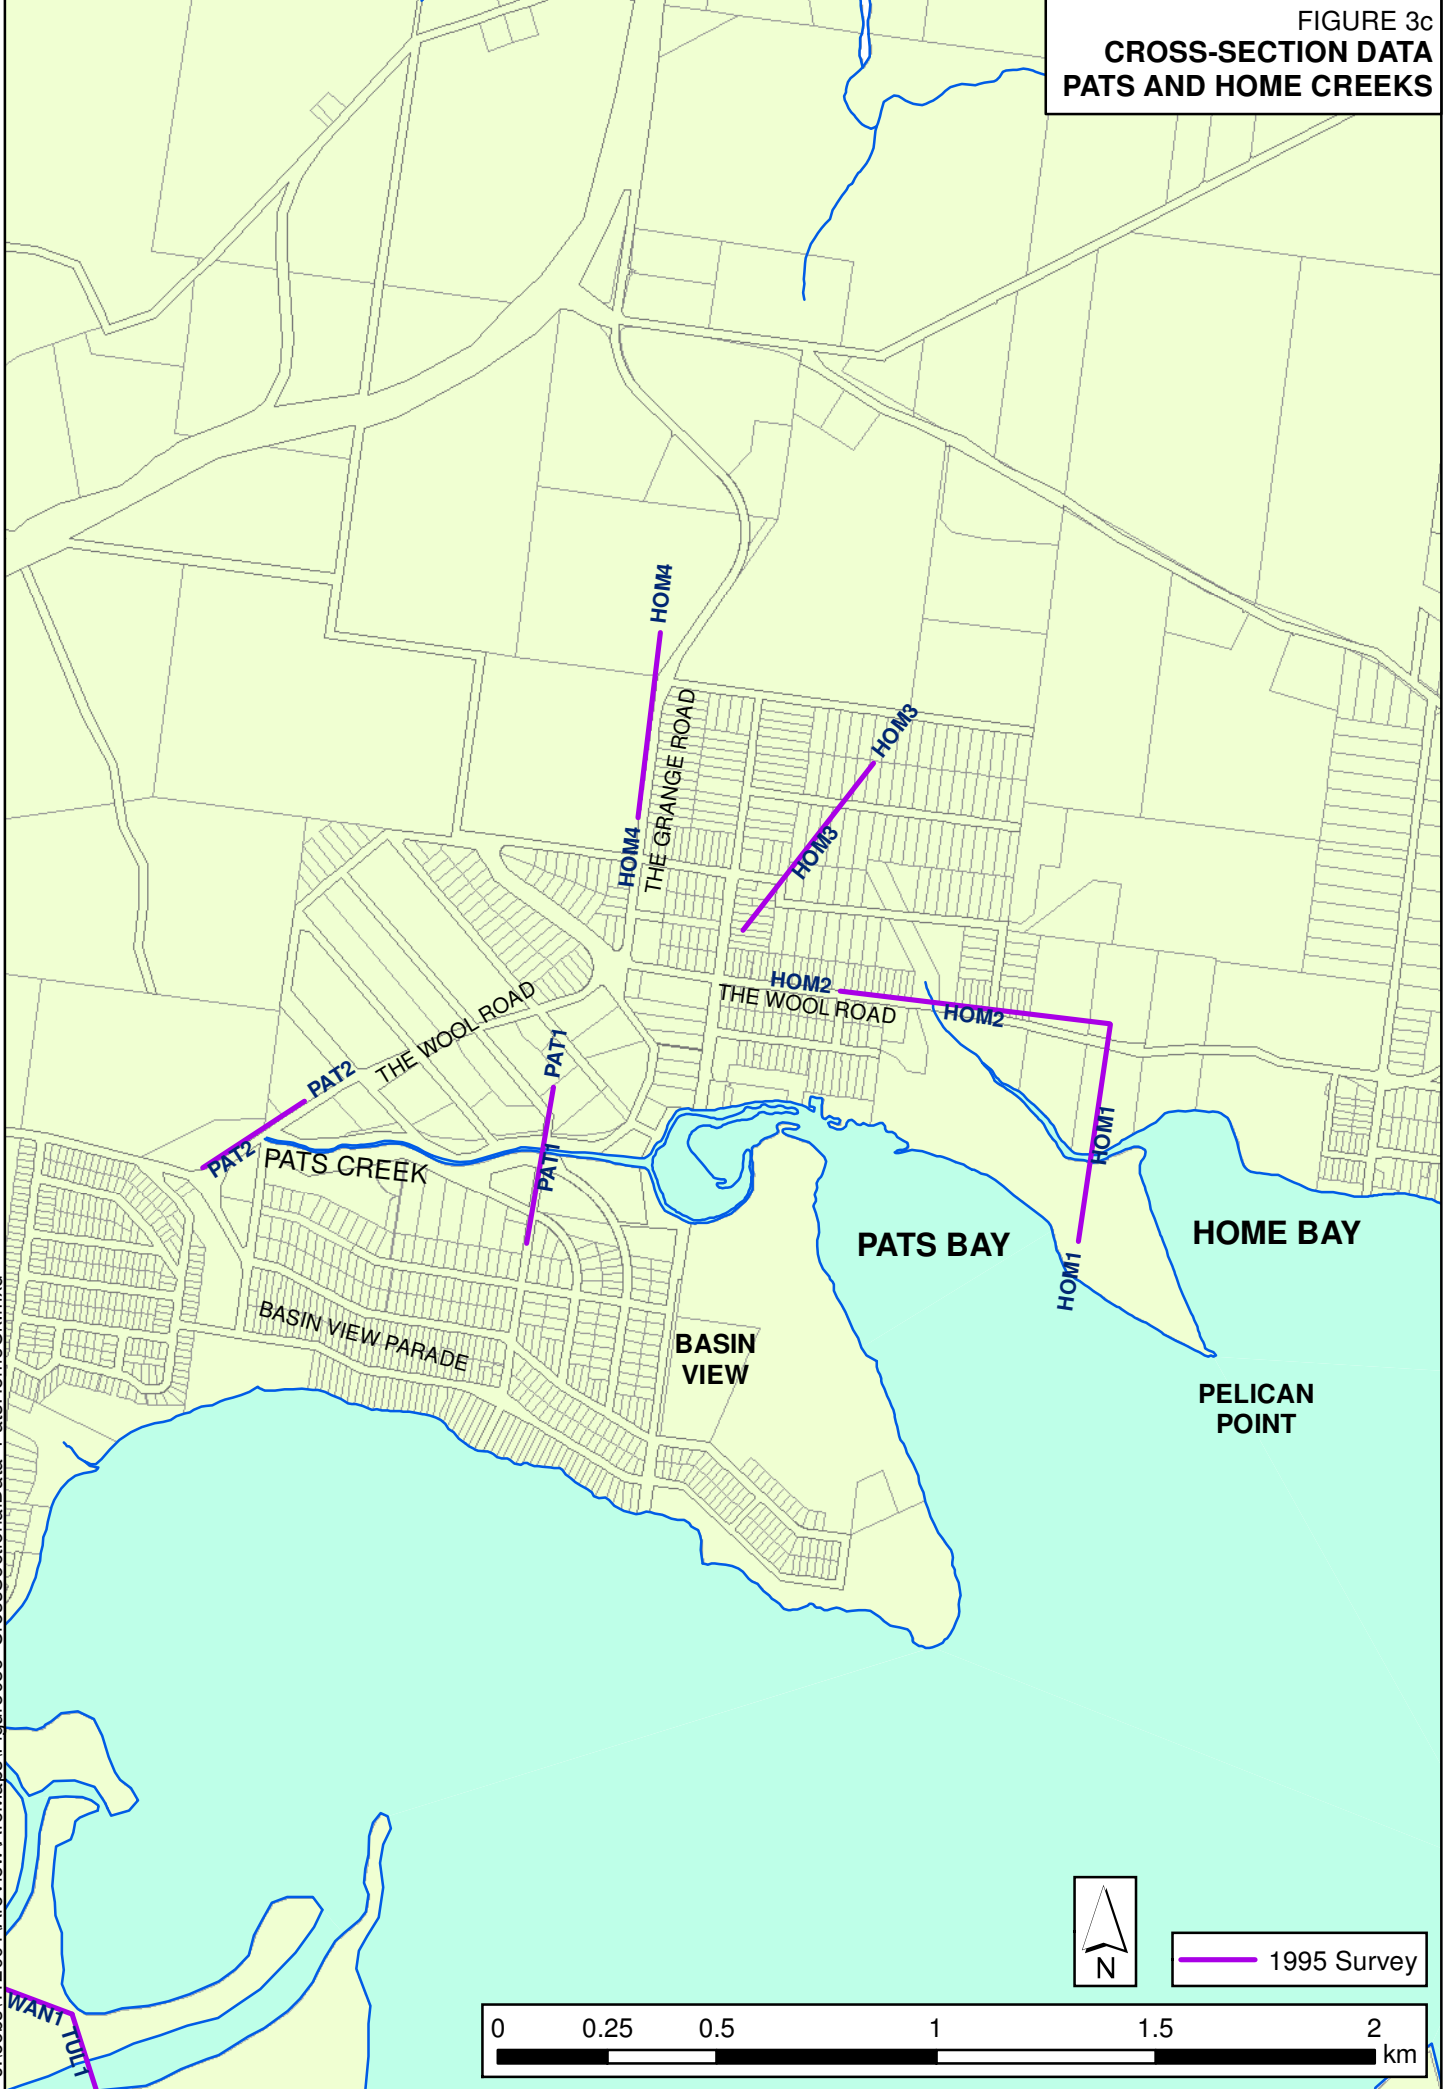 FIGURE 3c
CROSS-SECTION DATA
PATS AND HOME CREEKS
HOM4
THE GRANGE ROAD
HOM3
HOM3
HOM4
HOM2
THE WOOL ROAD
HOM2
THE WOOL ROAD
PAT1
PAT2
PAT2
PATS CREEK
PAT1
HOM1
PATS BAY
HOME BAY
HOM1
BASIN VIEW PARADE
BASIN
VIEW
PELICAN
POINT
WANT
TUL1
N
1995 Survey
0 0.25 0.5 1 1.5 2
km